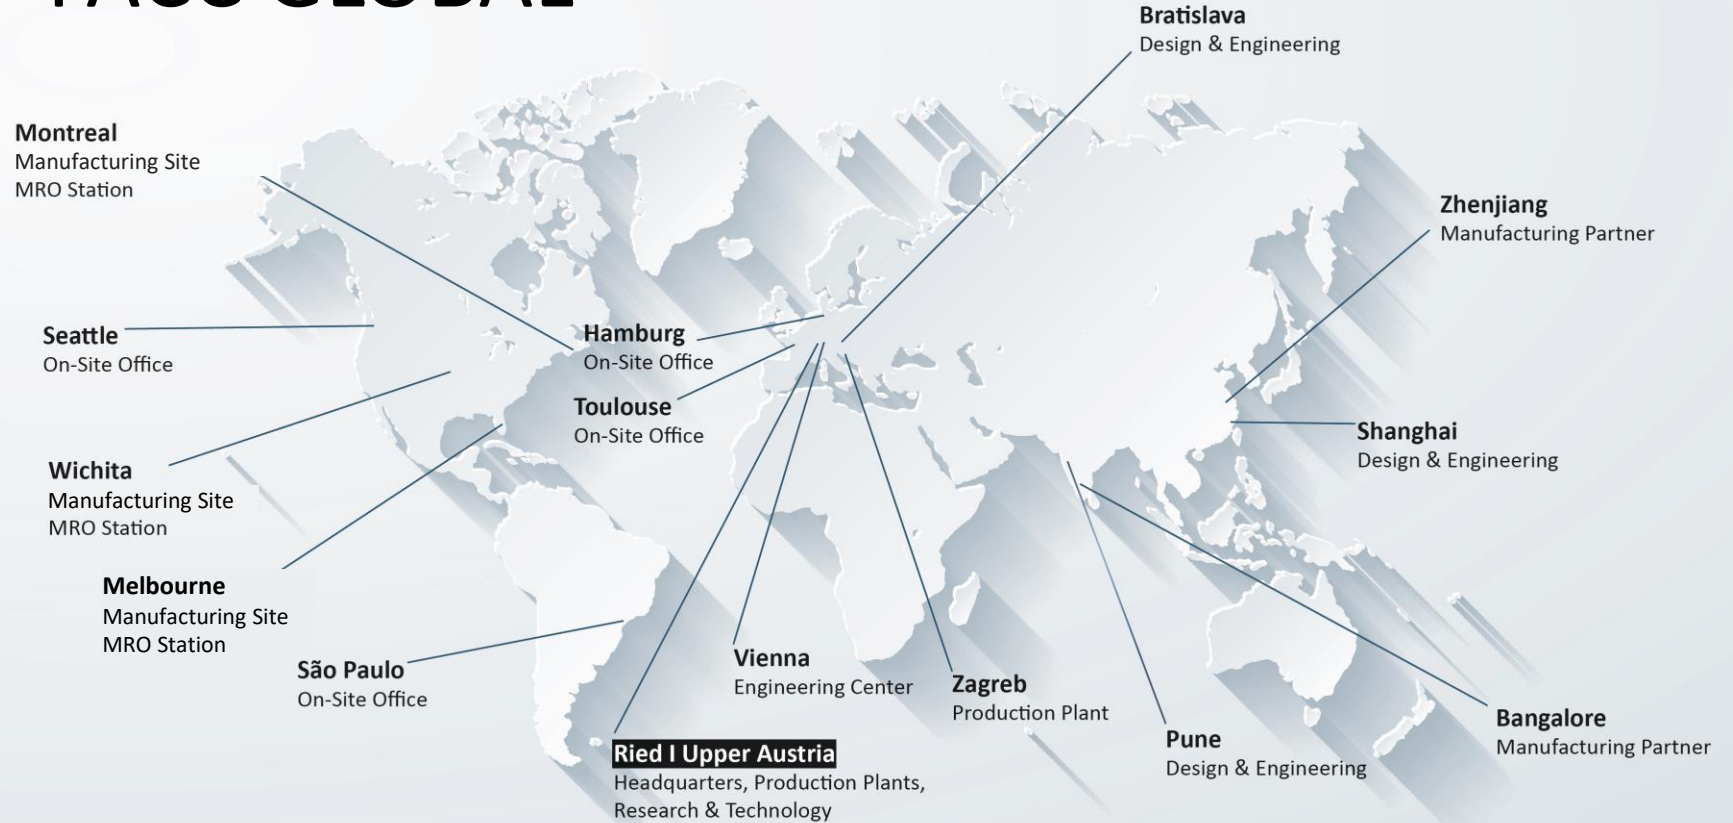 FACC GLOBAL
Bratislava
Design & Engineering
Montreal
Manufacturing Site
MRO Station
Zhenjiang
Manufacturing Partner
Seattle
On-Site Office
Hamburg
On-Site Office
Toulouse
On-Site Office
Shanghai
Design & Engineering
Wichita
Manufacturing Site
MRO Station
Melbourne
Manufacturing Site
MRO Station
São Paulo
On-Site Office
Vienna
Engineering Center
Zagreb
Production Plant
Bangalore
Manufacturing Partner
Pune
Design & Engineering
Ried I Upper Austria
Headquarters, Production Plants,
Research & Technology